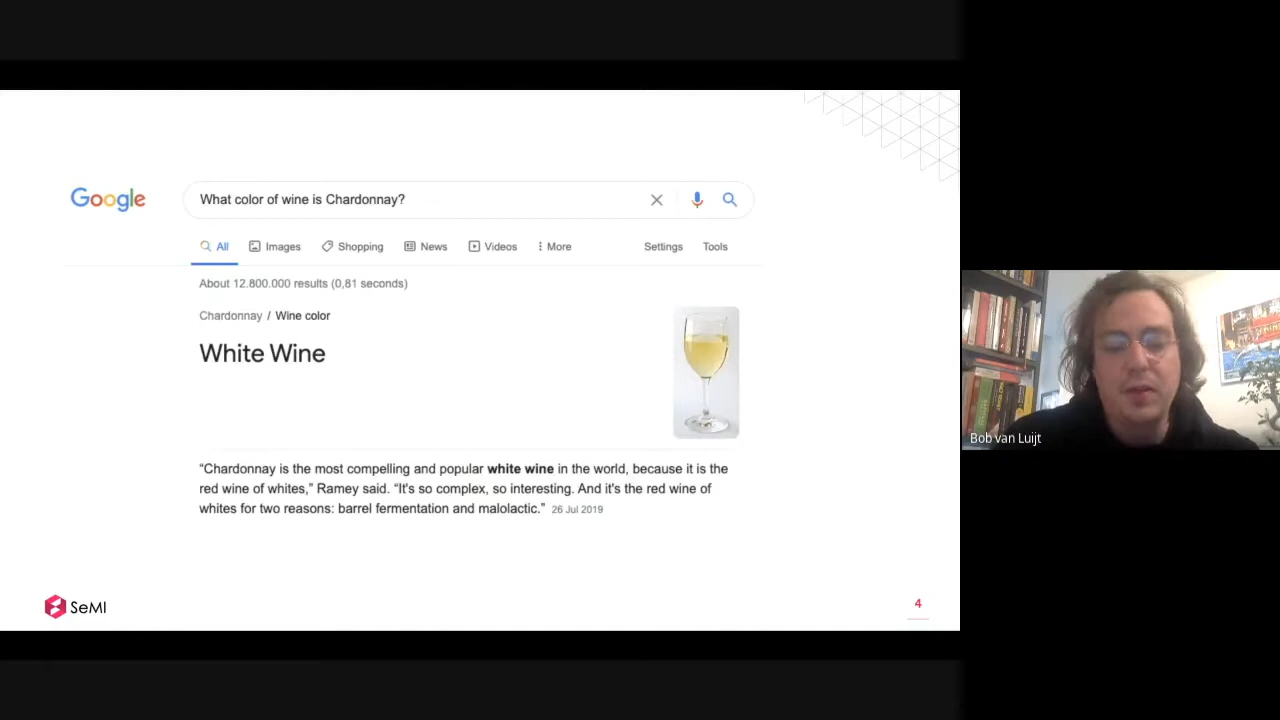 Google
What color of wine is Chardonnay?
All Images Shopping News Videos More Settings Tools
About 12.800.000 results (0,81 seconds)
Chardonnay / Wine color
White Wine
“Chardonnay is the most compelling and popular white wine in the world, because it is the
red wine of whites,” Ramey said. “It's so complex, so interesting. And it's the red wine of
whites for two reasons: barrel fermentation and malolactic.” 26 Jul 2019
SeMI
4
Bob van Luijt